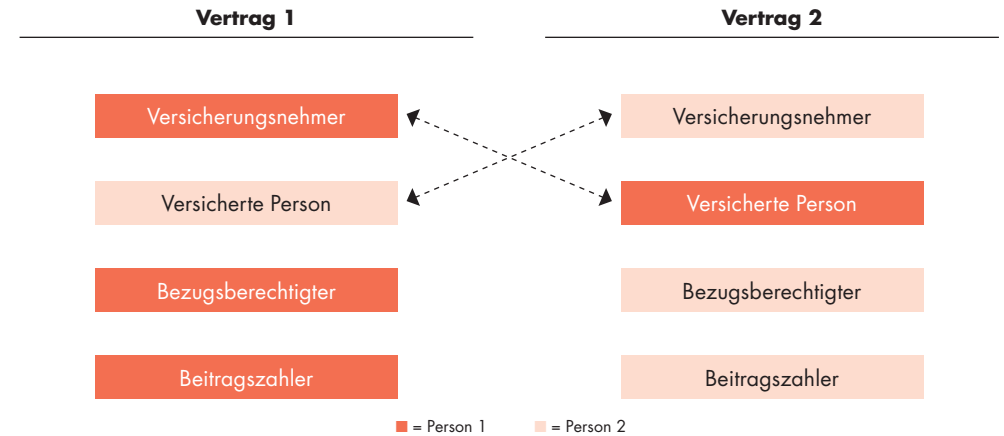 Vertrag 1
Vertrag 2
Versicherungsnehmer
Versicherungsnehmer
Versicherte Person
Versicherte Person
Bezugsberechtigter
Bezugsberechtigter
Beitragszahler
Beitragszahler
= Person 1
= Person 2